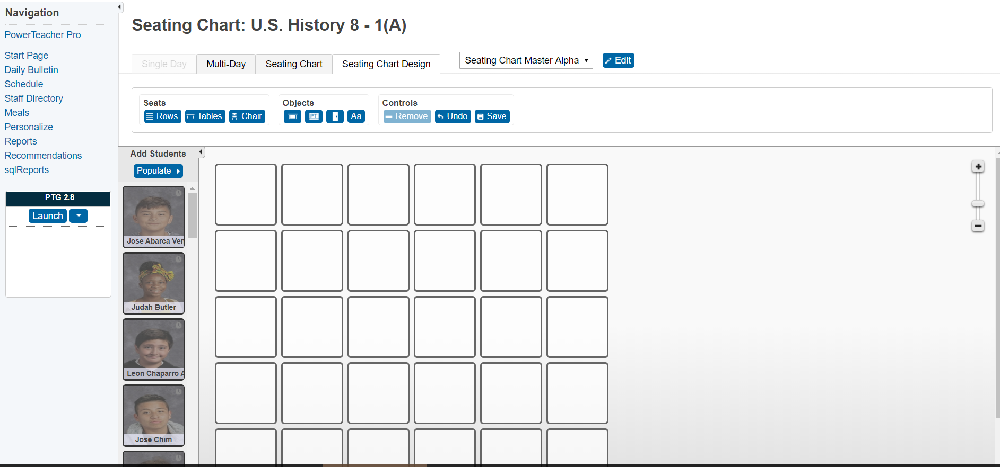 Navigation
PowerTeacher Pro
Start Page
Daily Bulletin
Schedule
Staff Directory
Meals
Personalize
Reports
Recommendations
sqlReports
PTG 2.8
Launch
Seating Chart: U.S. History 8 - 1(A)
Single Day Multi-Day Seating Chart Seating Chart Design Seating Chart Master Alpha Edit
Seats
Rows Tables Chair
Objects
PT Aa
Controls
Remove Undo Save
Add Students
Populate
Jose Abarca Ver
Judah Butler
Leon Chaparro A
Jose Chim